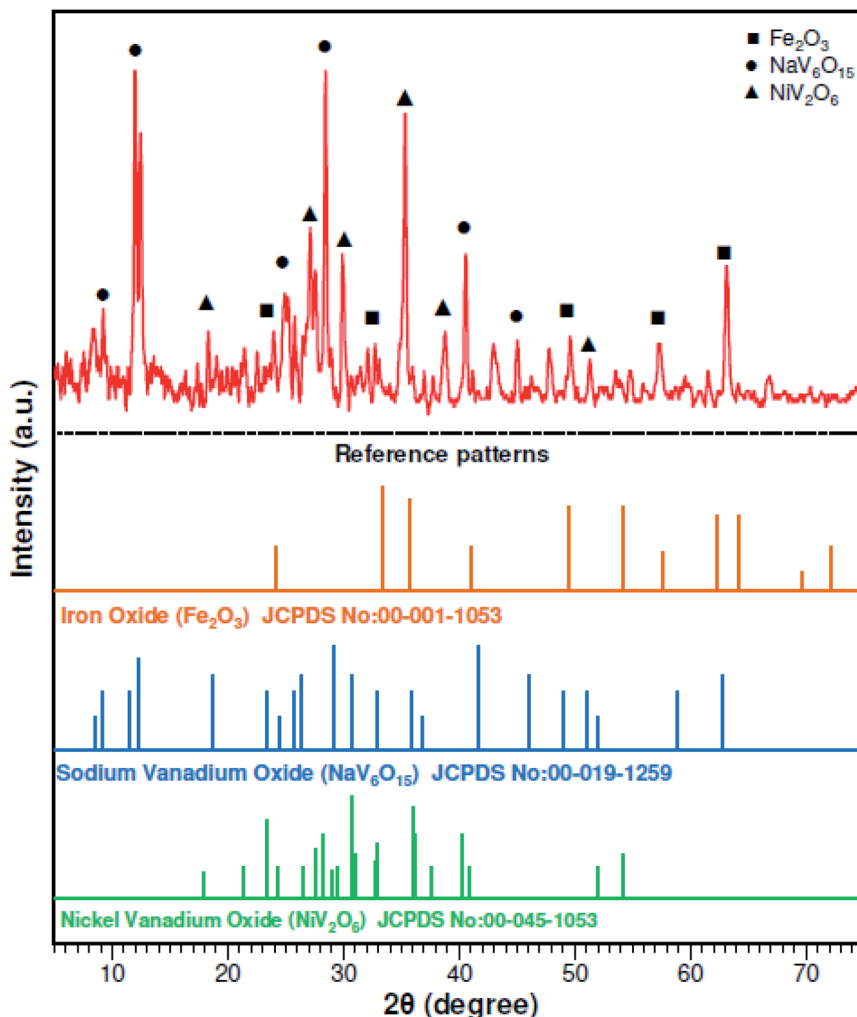 ■ Fe₂O₃
● NaV₆O₁₅
▲ NiV₂O₆
Intensity (a.u.)
Reference patterns
Iron Oxide (Fe₂O₃) JCPDS No:00-001-1053
Sodium Vanadium Oxide (NaV₆O₁₅) JCPDS No:00-019-1259
Nickel Vanadium Oxide (NiV₂O₆) JCPDS No:00-045-1053
10 20 30 40 50 60 70
2θ (degree)